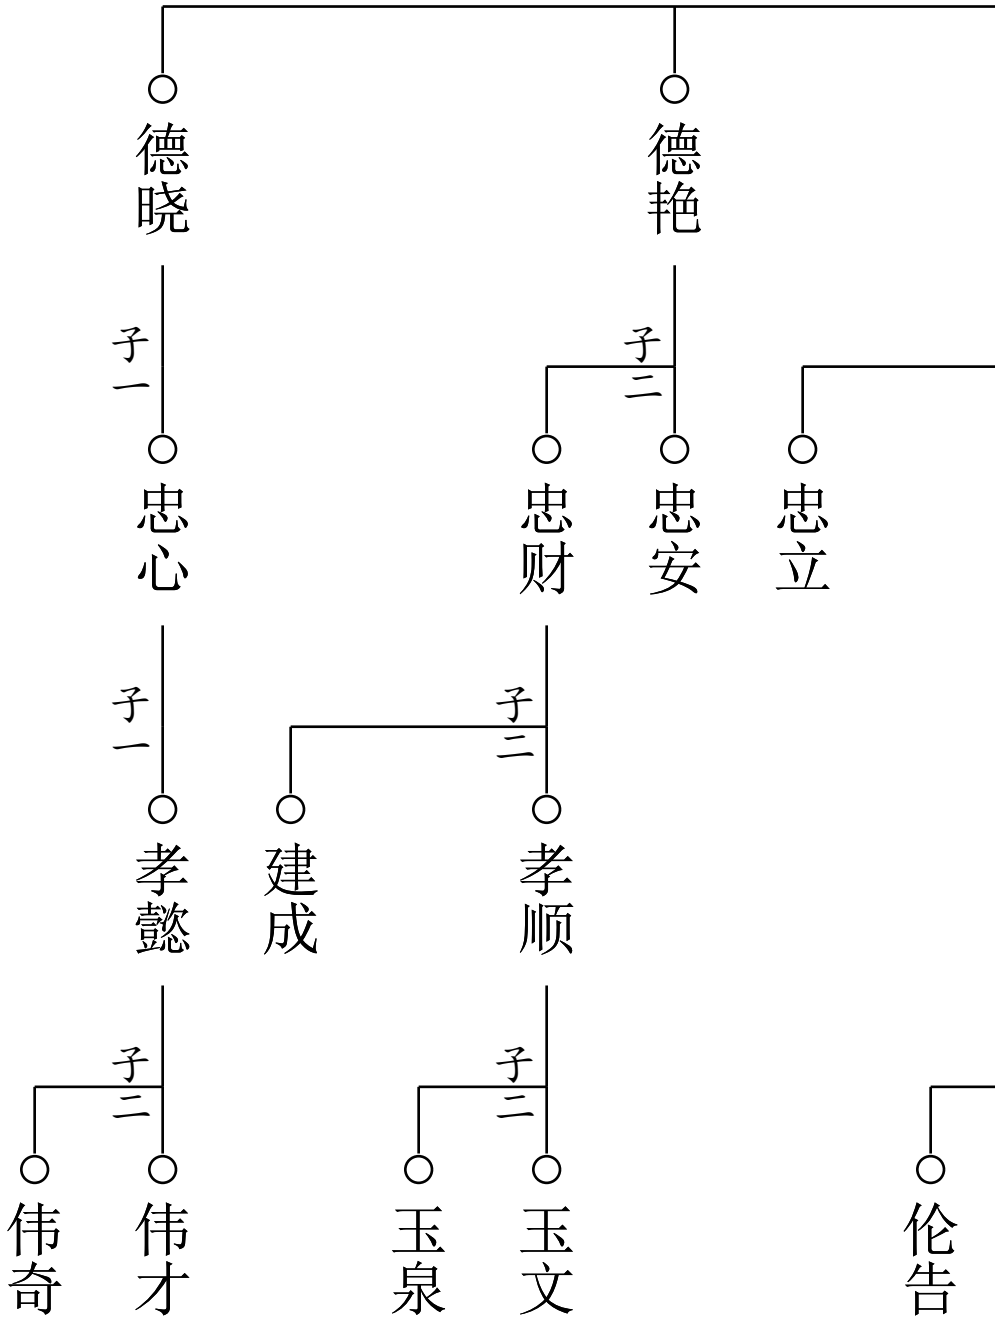 德晓
德艳
子一
子二
忠心
忠财
忠安
忠立
子一
子二
孝懿
建成
孝顺
子二
子二
伟奇
伟才
玉泉
玉文
伦告